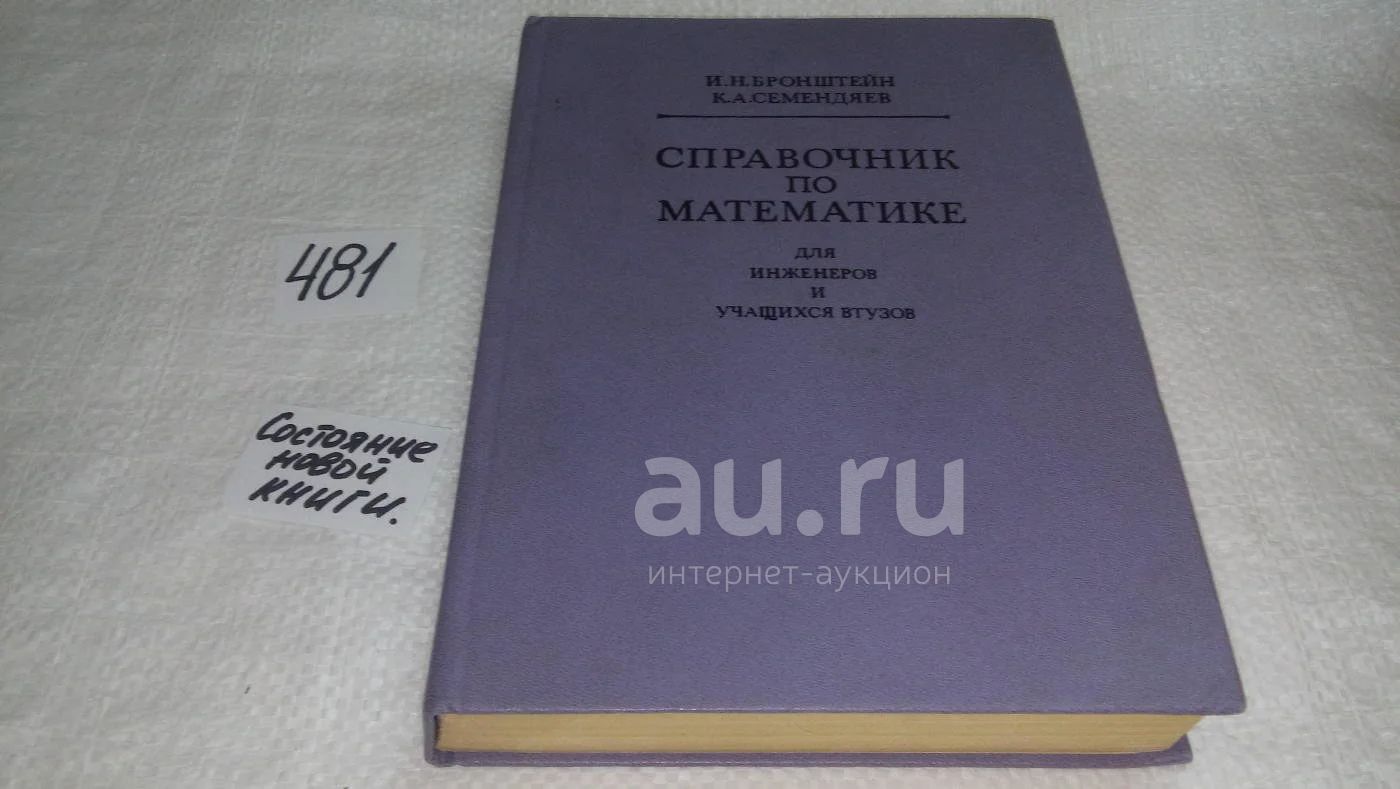 И.Н.БРОНШТЕЙН
К.А.СЕМЕНДЯЕВ
СПРАВОЧНИК
ПО
МАТЕМАТИКЕ
ДЛЯ
ИНЖЕНЕРОВ
И
УЧАЩИХСЯ ВТУЗОВ
481
Состояние
новой
книги.
au.ru
интернет-аукцион